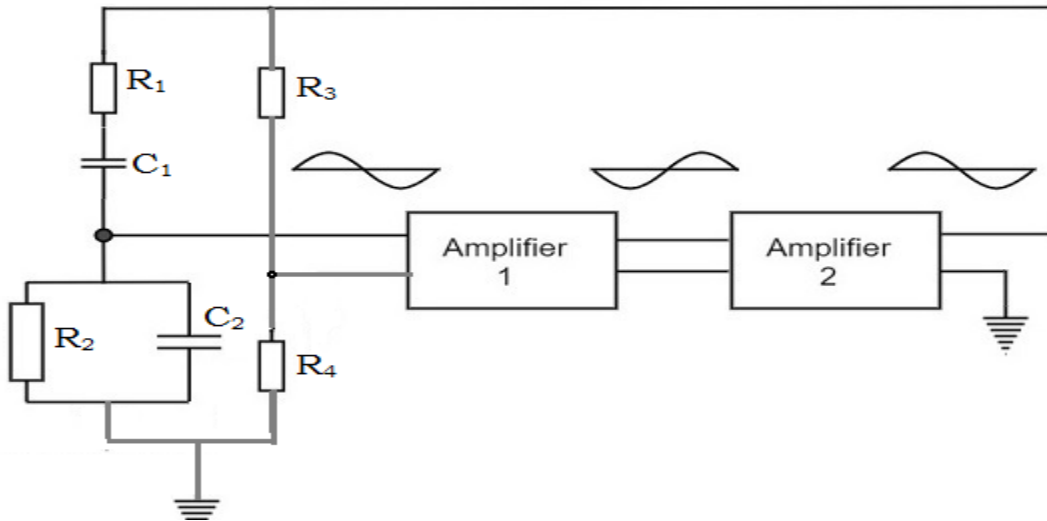 R₁
R₃
C₁
Amplifier
1
Amplifier
2
C₂
R₂
R₄